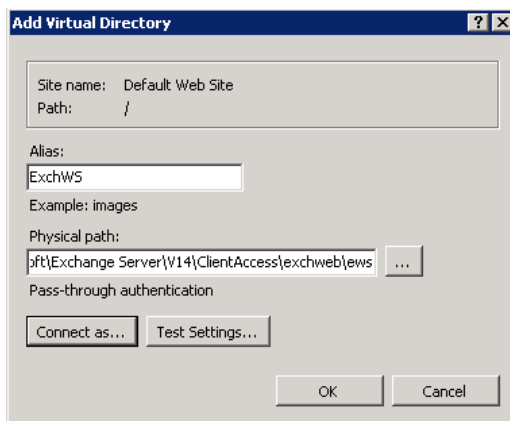 Add Virtual Directory
Site name: Default Web Site
Path: /
Alias:
ExchWS
Example: images
Physical path:
oft\Exchange Server\V14\ClientAccess\exchweb\ews ...
Pass-through authentication
Connect as... Test Settings...
OK Cancel